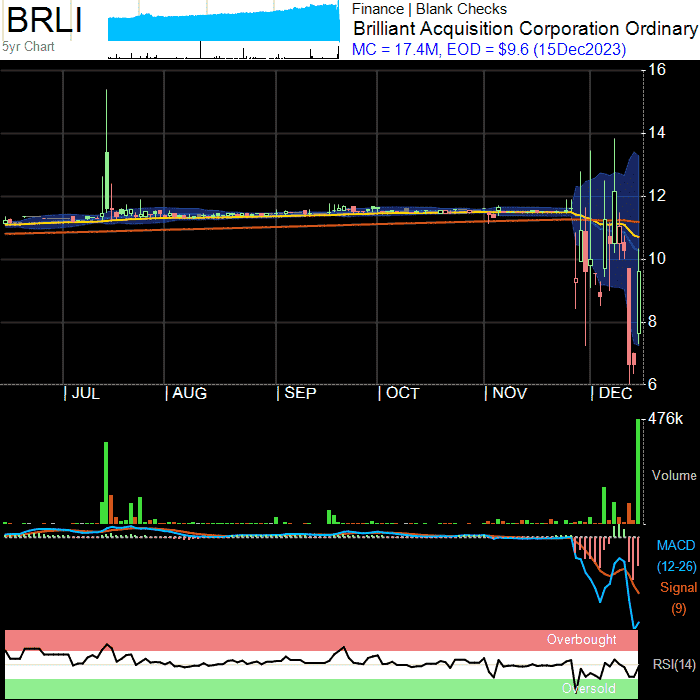 BRLI
5yr Chart
Finance | Blank Checks
Brilliant Acquisition Corporation Ordinary
MC = 17.4M, EOD = $9.6 (15Dec2023)
16
14
12
10
8
6
JUL AUG SEP OCT NOV DEC
476k
Volume
MACD
(12-26)
Signal
(9)
Overbought
RSI(14)
Oversold